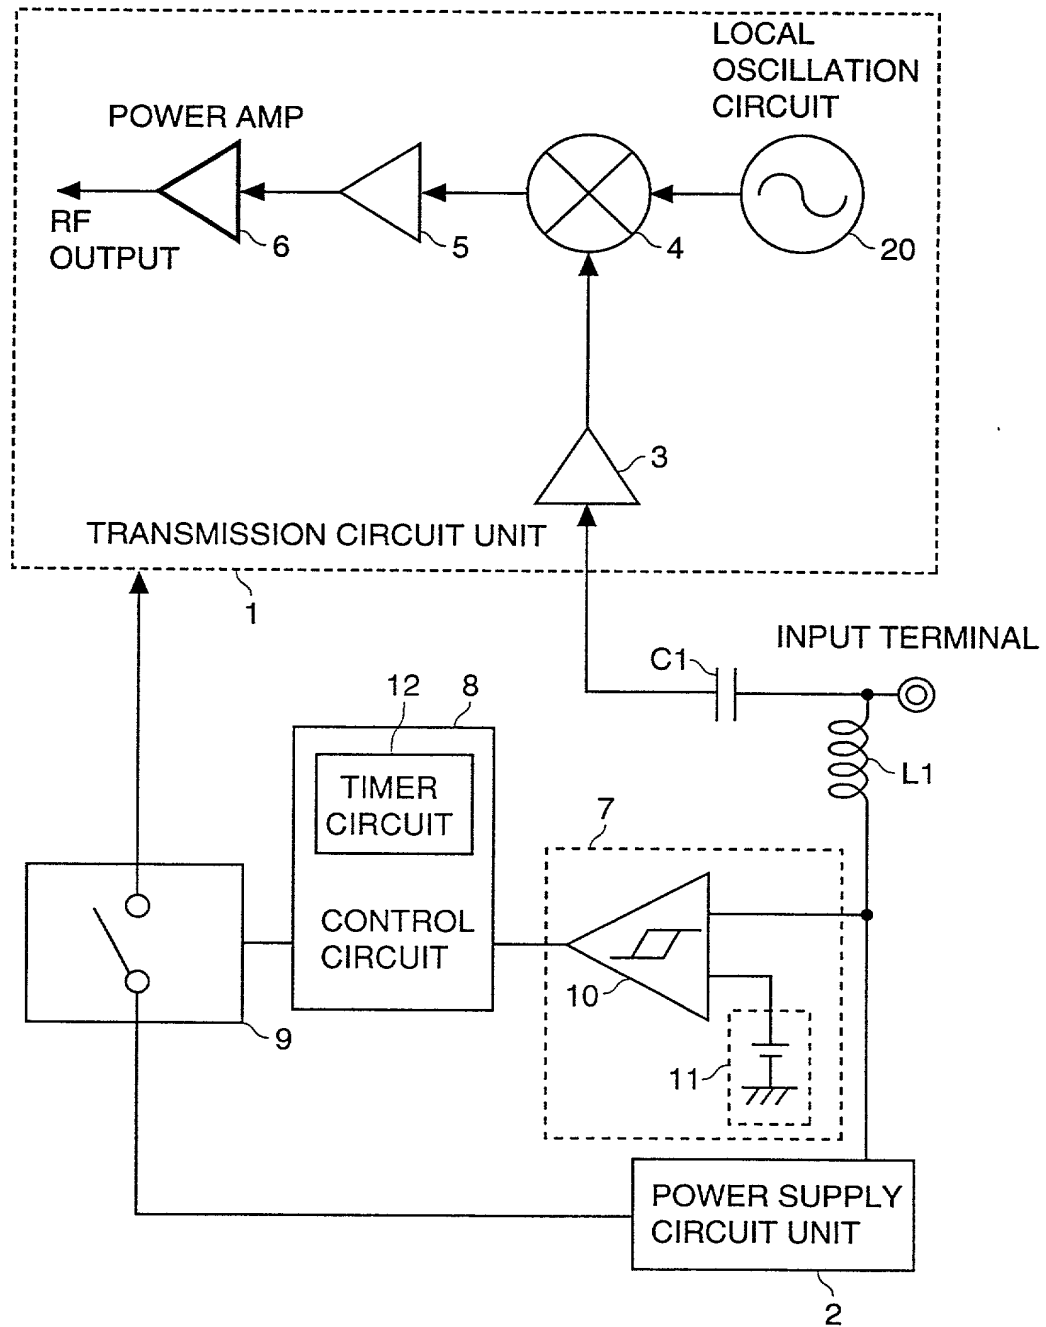 LOCAL
OSCILLATION
CIRCUIT
POWER AMP
RF
OUTPUT
6
5
4
20
3
TRANSMISSION CIRCUIT UNIT
1
INPUT TERMINAL
C1
L1
12
8
TIMER
CIRCUIT
7
CONTROL
CIRCUIT
10
9
11
POWER SUPPLY
CIRCUIT UNIT
2